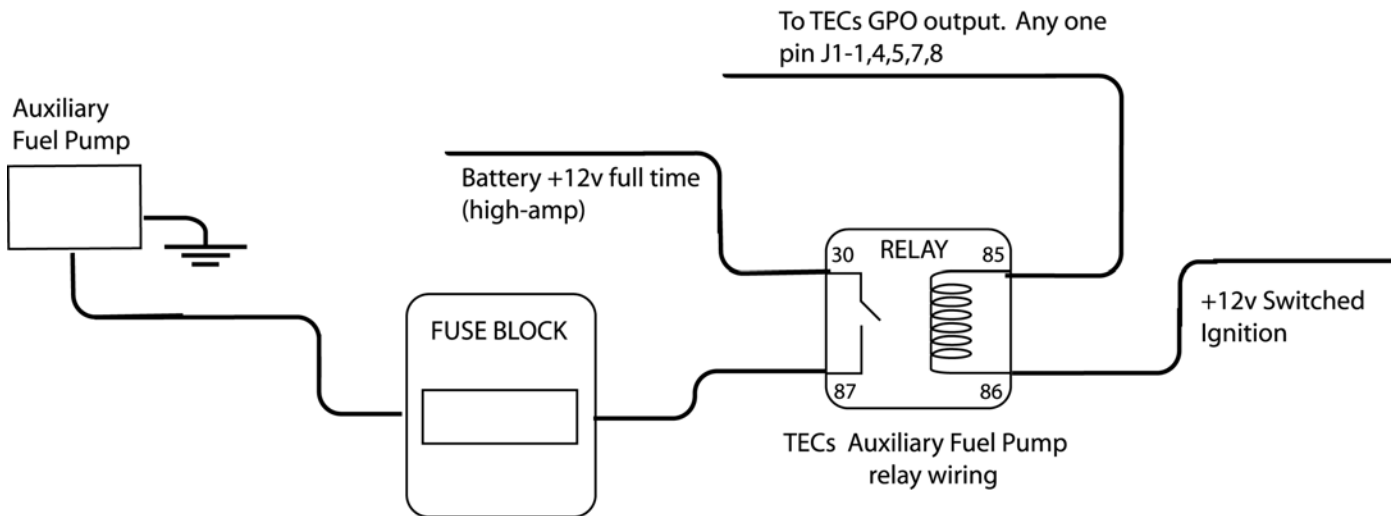 To TECs GPO output.  Any one
pin J1-1,4,5,7,8
Auxiliary
Fuel Pump
Battery +12v full time
(high-amp)
30
RELAY
85
+12v Switched
Ignition
FUSE BLOCK
87
86
TECs  Auxiliary Fuel Pump
relay wiring